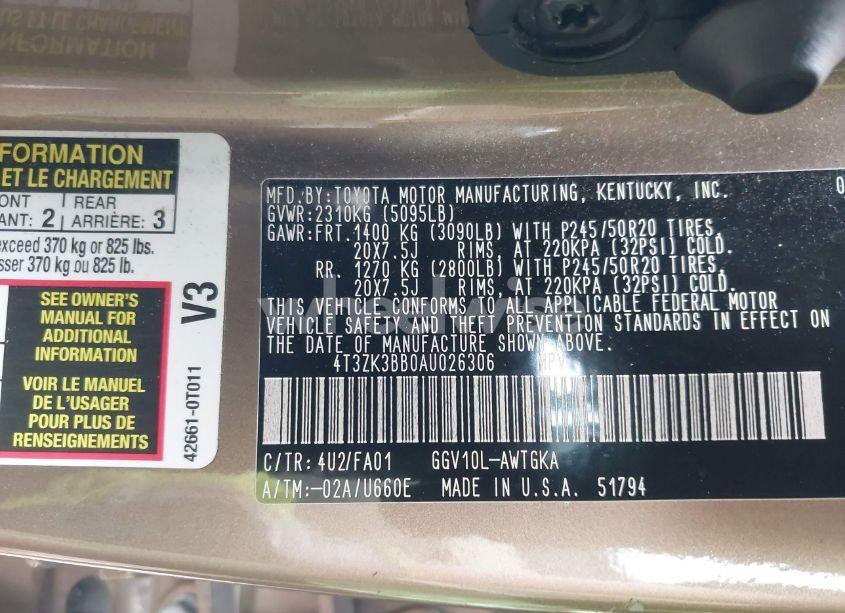 FORMATION
ET LE CHARGEMENT
ONT
ANT: 2
REAR
ARRIÈRE: 3
exceed 370 kg or 825 lbs.
sser 370 kg ou 825 lb.
SEE OWNER'S
MANUAL FOR
ADDITIONAL
INFORMATION
VOIR LE MANUEL
DE L'USAGER
POUR PLUS DE
RENSEIGNEMENTS
V3
42661-0T011
MFD.BY:TOYOTA MOTOR MANUFACTURING, KENTUCKY, INC. 0
GVWR:2310KG (5095LB)
GAWR:FRT.1400 KG (3090LB) WITH P245/50R20 TIRES,
20X7.5J RIMS, AT 220KPA (32PSI) COLD.
RR. 1270 KG (2800LB) WITH P245/50R20 TIRES,
20X7.5J RIMS, AT 220KPA (32PSI) COLD.
THIS VEHICLE CONFORMS TO ALL APPLICABLE FEDERAL MOTOR
VEHICLE SAFETY AND THEFT PREVENTION STANDARDS IN EFFECT ON
THE DATE OF MANUFACTURE SHOWN ABOVE.
4T3ZK3BB0AU026306 MPV
C/TR: 4U2/FA01 GGV10L-AWTGKA
A/TM:-02A/U660E MADE IN U.S.A. 51794